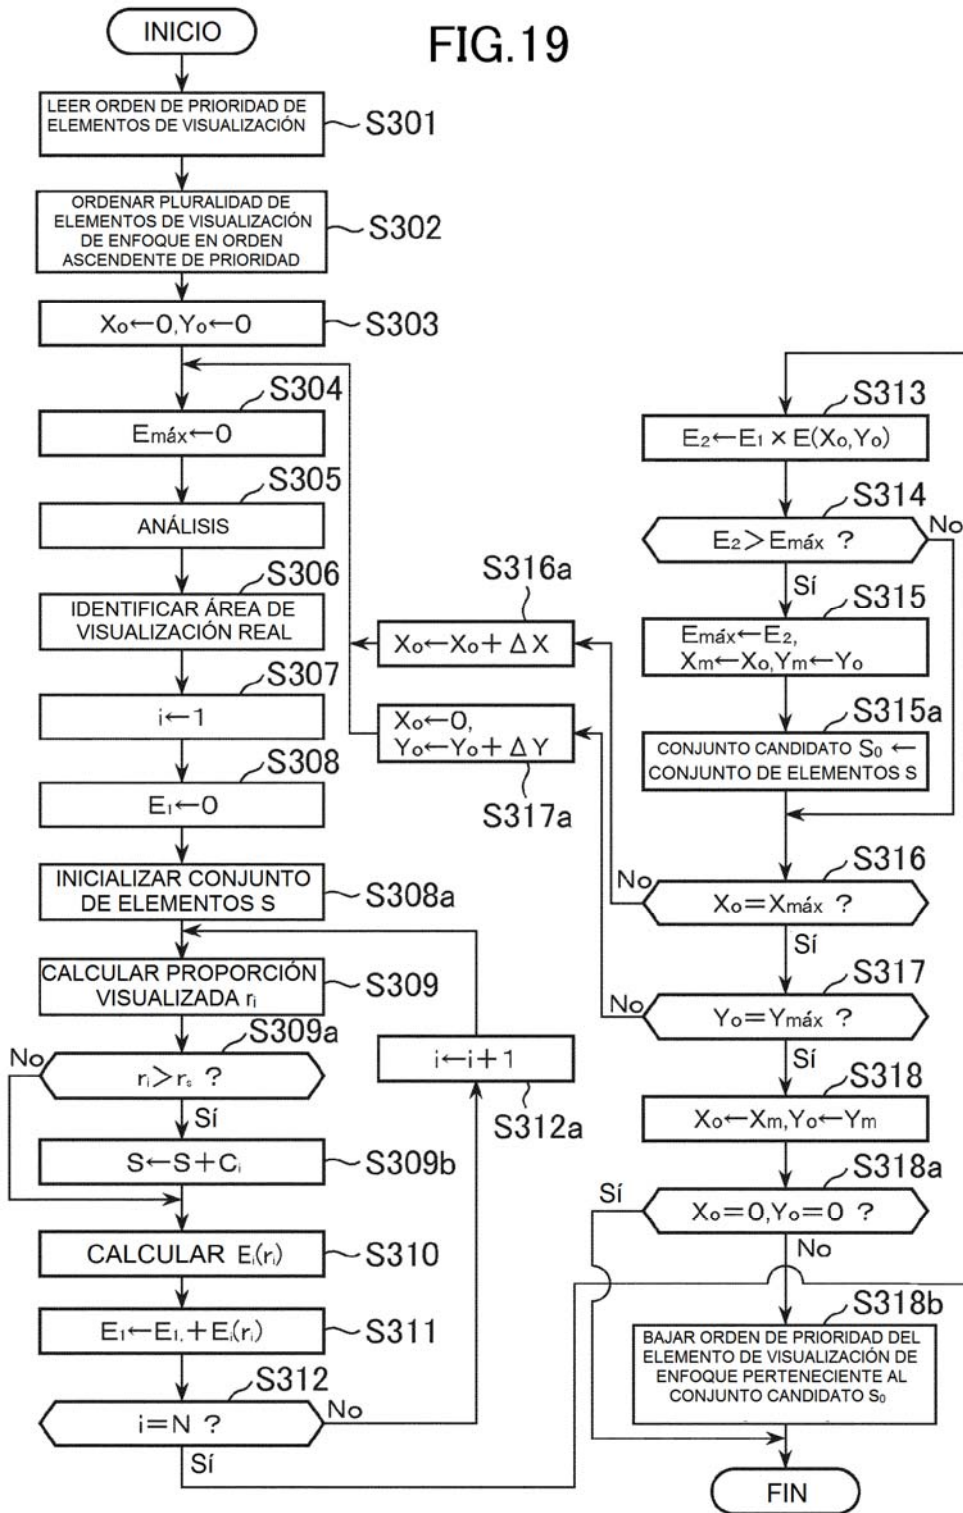 FIG.19
INICIO
LEER ORDEN DE PRIORIDAD DE
ELEMENTOS DE VISUALIZACIÓN
S301
ORDENAR PLURALIDAD DE
ELEMENTOS DE VISUALIZACIÓN
DE ENFOQUE EN ORDEN
ASCENDENTE DE PRIORIDAD
S302
X₀←0,Y₀←0
S303
S304
Eₘáₓ←0
S305
ANÁLISIS
S306
IDENTIFICAR ÁREA DE
VISUALIZACIÓN REAL
S307
i←1
S308
E₁←0
INICIALIZAR CONJUNTO
DE ELEMENTOS S
S308a
CALCULAR PROPORCIÓN
VISUALIZADA rᵢ
S309
S309a
rᵢ>rₛ ?
No
Sí
S←S+Cᵢ
S309b
CALCULAR Eᵢ(rᵢ)
S310
E₁←E₁,+Eᵢ(rᵢ)
S311
S312
i=N ?
No
Sí
i←i+1
S312a
S316a
X₀←X₀+ΔX
X₀←0,
Y₀←Y₀+ΔY
S317a
S313
E₂←E₁×E(X₀,Y₀)
S314
E₂>Eₘáₓ ?
No
Sí
S315
Eₘáₓ←E₂,
Xₘ←X₀,Yₘ←Y₀
S315a
CONJUNTO CANDIDATO S₀ ←
CONJUNTO DE ELEMENTOS S
S316
No
X₀=Xₘáₓ ?
Sí
S317
No
Y₀=Yₘáₓ ?
Sí
S318
X₀←Xₘ,Y₀←Yₘ
S318a
Sí
X₀=0,Y₀=0 ?
No
S318b
BAJAR ORDEN DE PRIORIDAD DEL
ELEMENTO DE VISUALIZACIÓN DE
ENFOQUE PERTENECIENTE AL
CONJUNTO CANDIDATO S₀
FIN